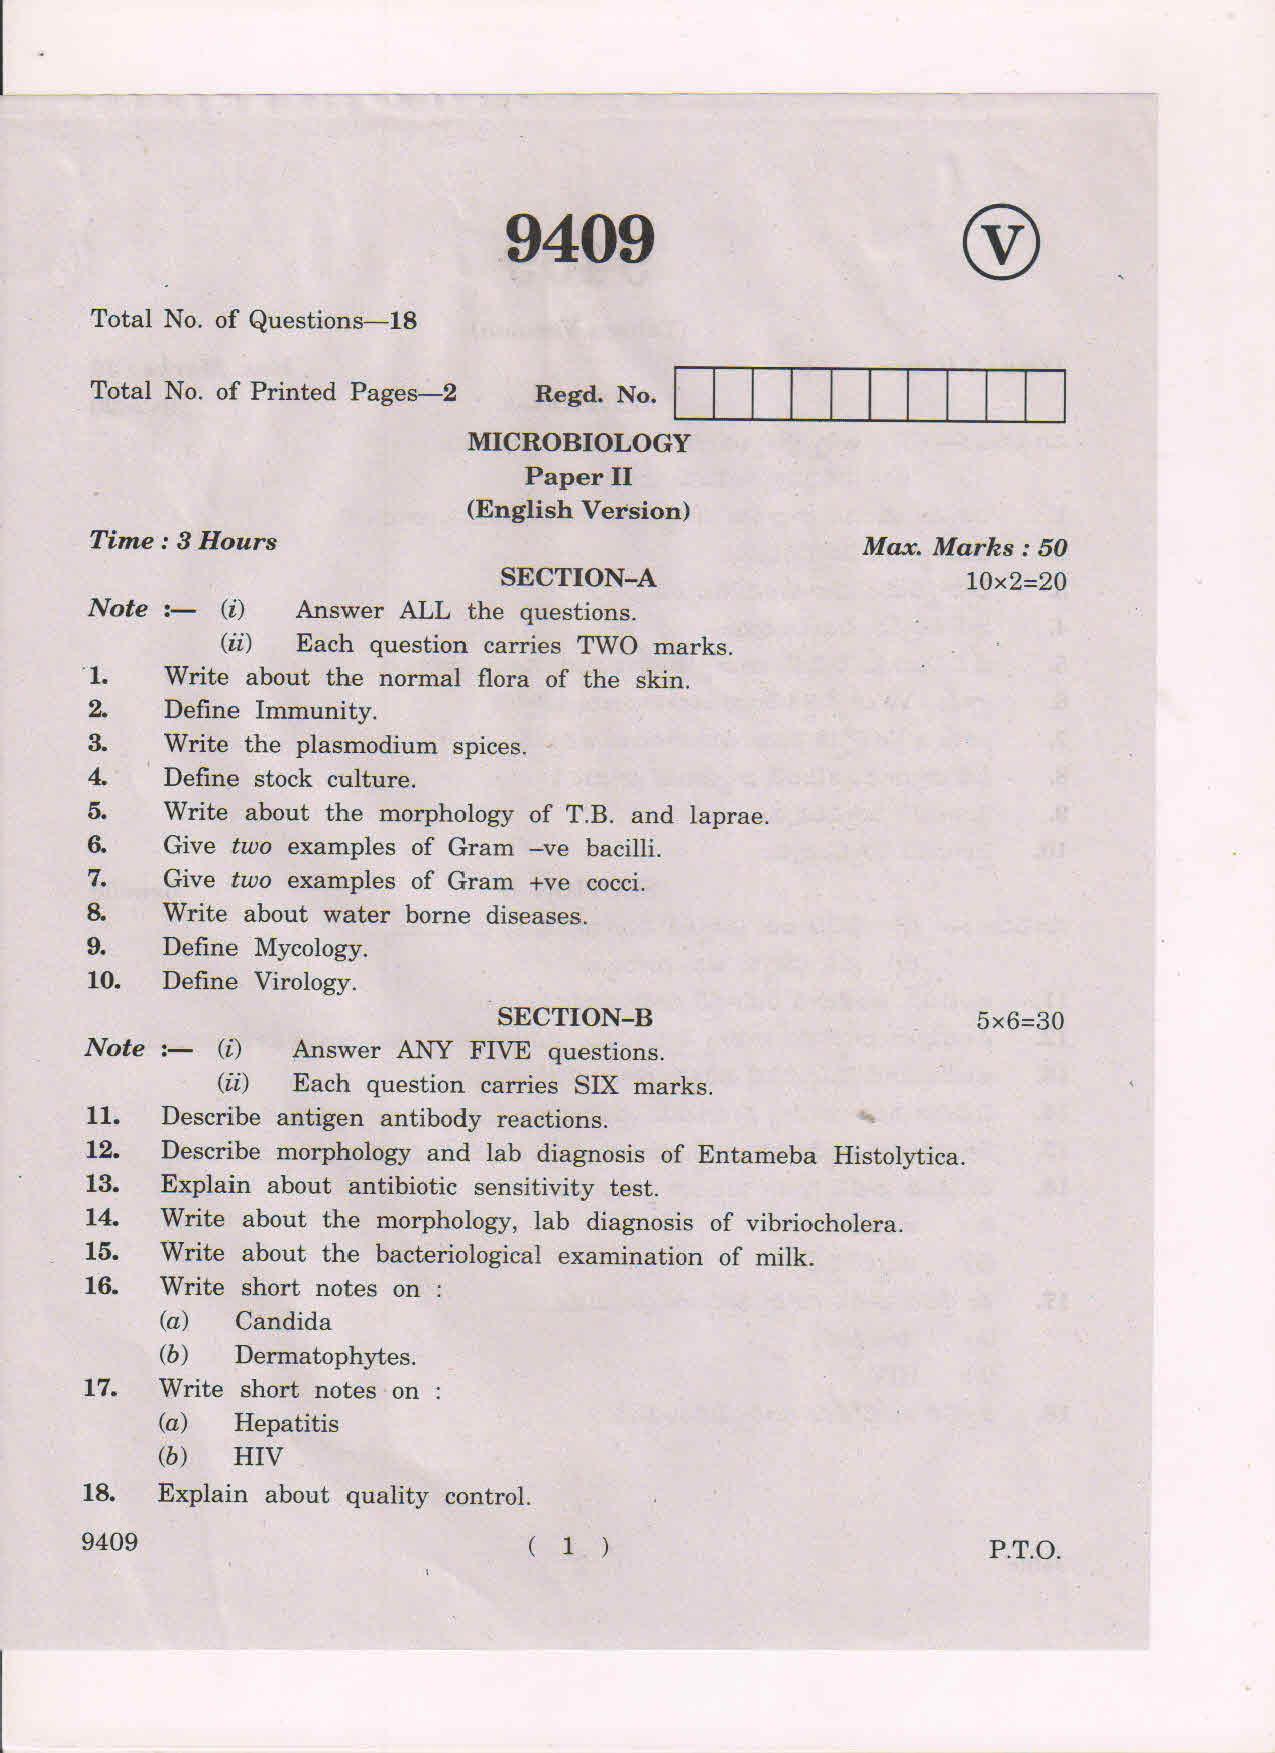 9409
V
Total No. of Questions—18
Total No. of Printed Pages—2 Regd. No.
MICROBIOLOGY
Paper II
(English Version)
Time : 3 Hours Max. Marks : 50
SECTION–A 10×2=20
Note :— (i) Answer ALL the questions.
(ii) Each question carries TWO marks.
1. Write about the normal flora of the skin.
2. Define Immunity.
3. Write the plasmodium spices.
4. Define stock culture.
5. Write about the morphology of T.B. and laprae.
6. Give two examples of Gram –ve bacilli.
7. Give two examples of Gram +ve cocci.
8. Write about water borne diseases.
9. Define Mycology.
10. Define Virology.
SECTION–B 5×6=30
Note :— (i) Answer ANY FIVE questions.
(ii) Each question carries SIX marks.
11. Describe antigen antibody reactions.
12. Describe morphology and lab diagnosis of Entameba Histolytica.
13. Explain about antibiotic sensitivity test.
14. Write about the morphology, lab diagnosis of vibriocholera.
15. Write about the bacteriological examination of milk.
16. Write short notes on :
(a) Candida
(b) Dermatophytes.
17. Write short notes on :
(a) Hepatitis
(b) HIV
18. Explain about quality control.
9409 ( 1 ) P.T.O.